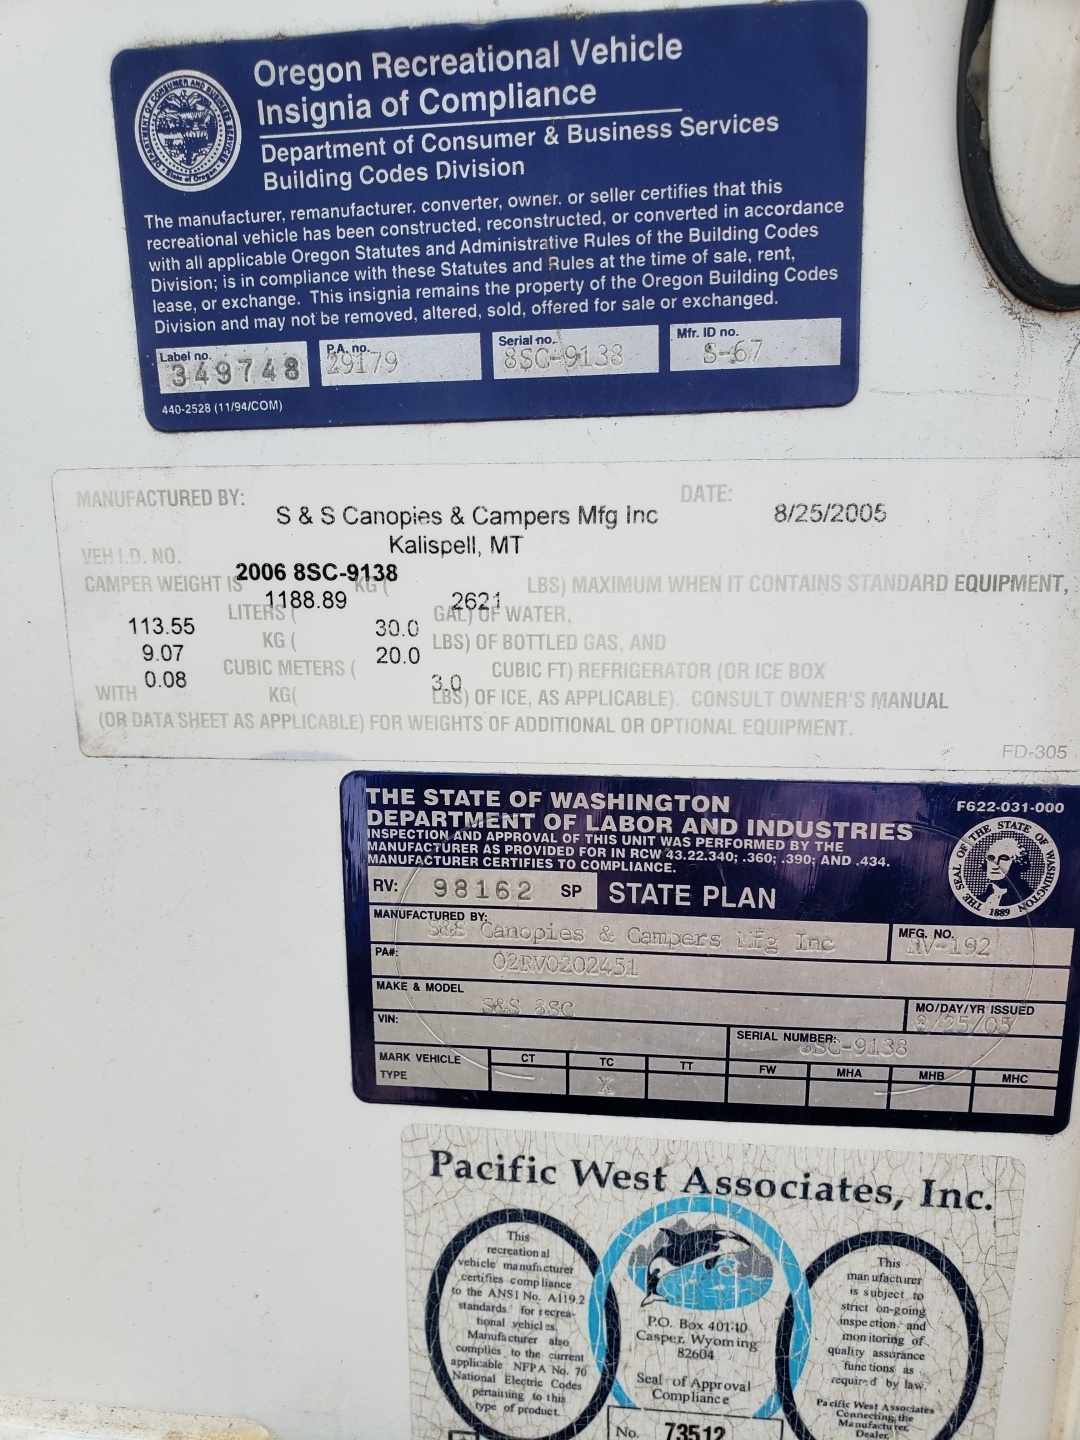 Oregon Recreational Vehicle
Insignia of Compliance
Department of Consumer & Business Services
Building Codes Division
The manufacturer, remanufacturer, converter, owner, or seller certifies that this
recreational vehicle has been constructed, reconstructed, or converted in accordance
with all applicable Oregon Statutes and Administrative Rules of the Building Codes
Division; is in compliance with these Statutes and Rules at the time of sale, rent,
lease, or exchange. This insignia remains the property of the Oregon Building Codes
Division and may not be removed, altered, sold, offered for sale or exchanged.
Label no. 349748
P.A. no. 29179
Serial no. 8SC-9138
Mfr. ID no. S-67
440-2528 (11/94/COM)
MANUFACTURED BY: DATE:
S & S Canopies & Campers Mfg Inc 8/25/2005
Kalispell, MT
VEH I.D. NO.
2006 8SC-9138
CAMPER WEIGHT IS KG ( LBS) MAXIMUM WHEN IT CONTAINS STANDARD EQUIPMENT,
1188.89 2621
LITERS ( GAL) OF WATER,
113.55 30.0
KG ( LBS) OF BOTTLED GAS, AND
9.07 20.0
CUBIC METERS ( CUBIC FT) REFRIGERATOR (OR ICE BOX
0.08 3.0
WITH KG( LBS) OF ICE, AS APPLICABLE). CONSULT OWNER'S MANUAL
(OR DATA SHEET AS APPLICABLE) FOR WEIGHTS OF ADDITIONAL OR OPTIONAL EQUIPMENT.
FD-305
THE STATE OF WASHINGTON F622-031-000
DEPARTMENT OF LABOR AND INDUSTRIES
INSPECTION AND APPROVAL OF THIS UNIT WAS PERFORMED BY THE
MANUFACTURER AS PROVIDED FOR IN RCW 43.22.340; .360; .390; AND .434.
MANUFACTURER CERTIFIES TO COMPLIANCE.
THE SEAL OF THE STATE OF WASHINGTON
1889
RV: 98162 SP STATE PLAN
MANUFACTURED BY: S&S Canopies & Campers Mfg Inc
MFG. NO. RV-192
PA#: 02RV0202451
MAKE & MODEL S&S 8SC
MO/DAY/YR ISSUED 8/25/05
VIN:
SERIAL NUMBER: 8SC-9138
MARK VEHICLE TYPE
CT TC TT FW MHA MHB MHC
X
Pacific West Associates, Inc.
This
recreational
vehicle manufacturer
certifies compliance
to the ANSI No. A119.2
standards for recrea-
tional vehicles.
Manufacturer also
complies to the current
applicable NFPA No. 70
National Electric Codes
pertaining to this
type of product.
P.O. Box 40110
Casper, Wyoming
82604
Seal of Approval
Compliance
No. 73512
This
manufacturer
is subject to
strict on-going
inspection and
monitoring of
quality assurance
functions as
required by law.
Pacific West Associates
Connecting the
Manufacturer,
Dealer,